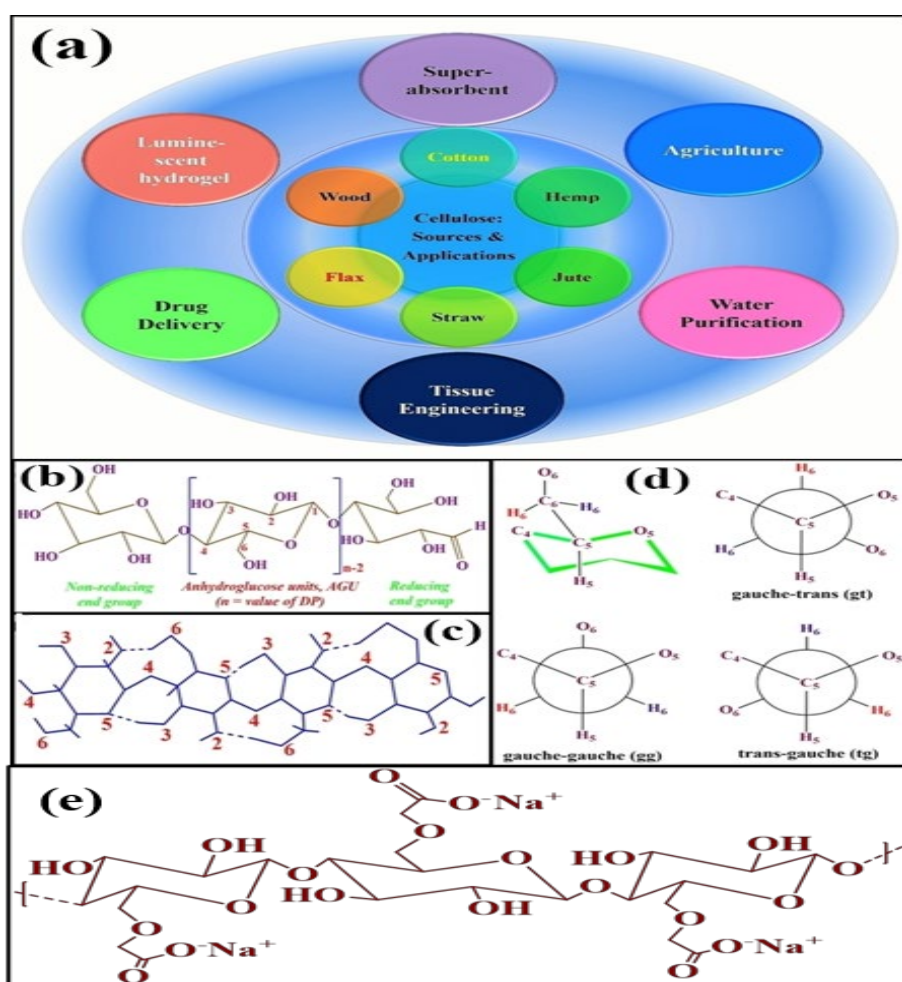 (a)
Super-
absorbent
Lumine-
scent
hydrogel
Agriculture
Cotton
Wood
Hemp
Cellulose:
Sources &
Applications
Flax
Jute
Straw
Drug
Delivery
Water
Purification
Tissue
Engineering
(b)
OH
HO
O
HO
OH
O
HO
3
OH
2
1
O
4
5
6
HO
O
n-2
OH
HO
OH
HO
OH
H
O
Non-reducing
end group
Anhydroglucose units, AGU
(n = value of DP)
Reducing
end group
(c)
3
2
6
3
2
4
5
4
5
4
5
4
3
6
2
6
5
3
2
(d)
O₆
C₆
H₆
H₆
C₄
O₅
C₅
H₅
H₆
C₄
O₅
C₅
H₆
O₆
H₅
gauche-trans (gt)
O₆
C₄
O₅
C₅
H₆
H₆
H₅
gauche-gauche (gg)
H₆
C₄
O₅
C₅
O₆
H₆
H₅
trans-gauche (tg)
(e)
O
O⁻Na⁺
O
HO
OH
O
O
HO
OH
O
HO
OH
O
O
O
O
O⁻Na⁺
O
O
O⁻Na⁺
O